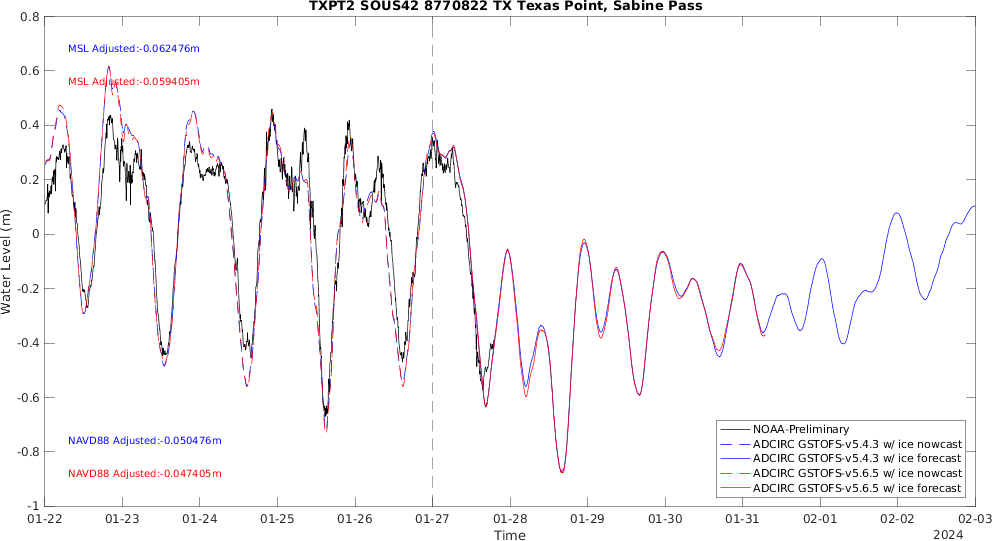 TXPT2 SOUS42 8770822 TX Texas Point, Sabine Pass
0.8
0.6
0.4
0.2
0
-0.2
-0.4
-0.6
-0.8
-1
Water Level (m)
MSL Adjusted:-0.062476m
MSL Adjusted:-0.059405m
NAVD88 Adjusted:-0.050476m
NAVD88 Adjusted:-0.047405m
NOAA-Preliminary
ADCIRC GSTOFS-v5.4.3 w/ ice nowcast
ADCIRC GSTOFS-v5.4.3 w/ ice forecast
ADCIRC GSTOFS-v5.6.5 w/ ice nowcast
ADCIRC GSTOFS-v5.6.5 w/ ice forecast
01-22 01-23 01-24 01-25 01-26 01-27 01-28 01-29 01-30 01-31 02-01 02-02 02-03
Time
2024